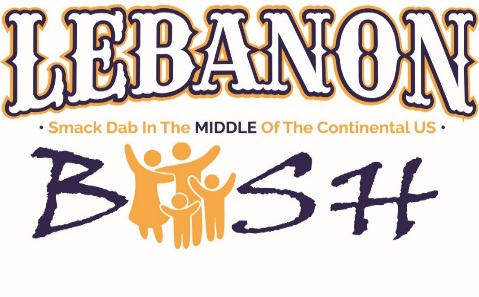 LEBANON
• Smack Dab In The MIDDLE Of The Continental US •
BASH